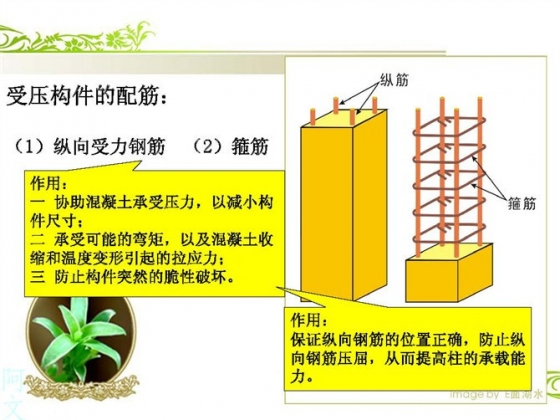 受压构件的配筋：
（1）纵向受力钢筋　（2）箍筋
作用：
一 协助混凝土承受压力，以减小构
件尺寸；
二 承受可能的弯矩，以及混凝土收
缩和温度变形引起的拉应力；
三 防止构件突然的脆性破坏。
纵筋
箍筋
作用：
保证纵向钢筋的位置正确，防止纵
向钢筋压屈，从而提高柱的承载能
力。
阿文